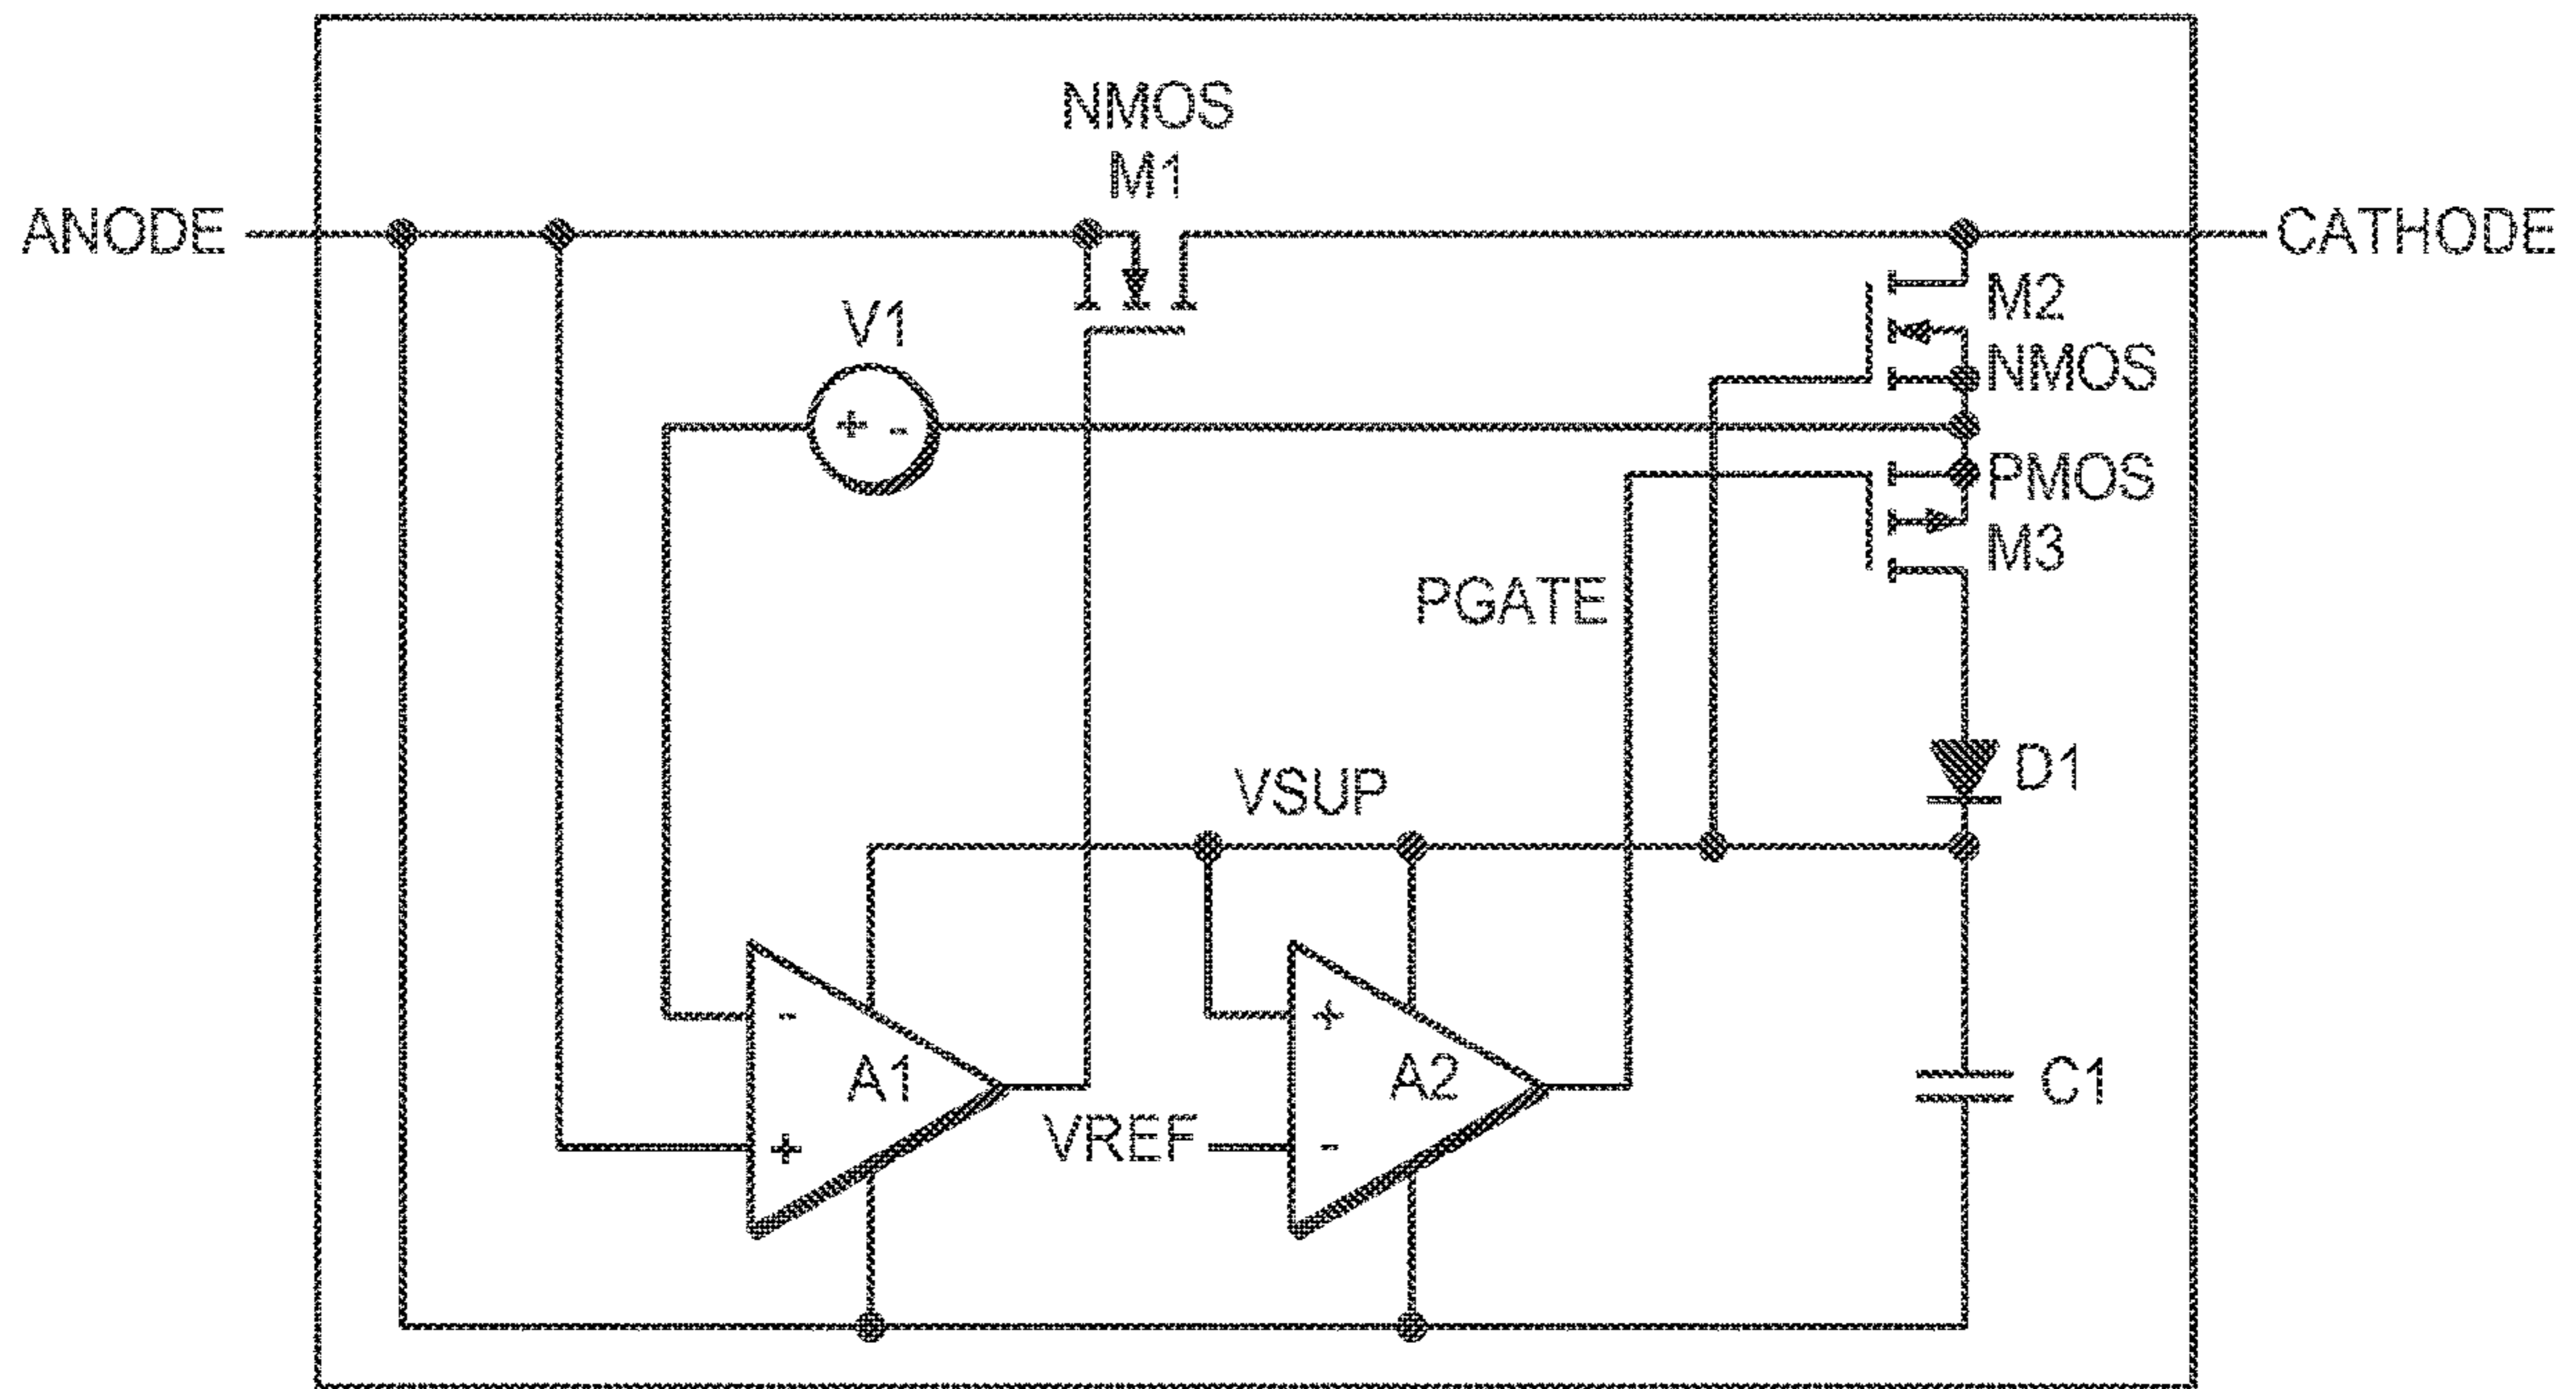 NMOS
M1
ANODE
CATHODE
V1
+ -
M2
NMOS
PMOS
M3
PGATE
D1
VSUP
-
A1
+
+
A2
VREF
-
C1